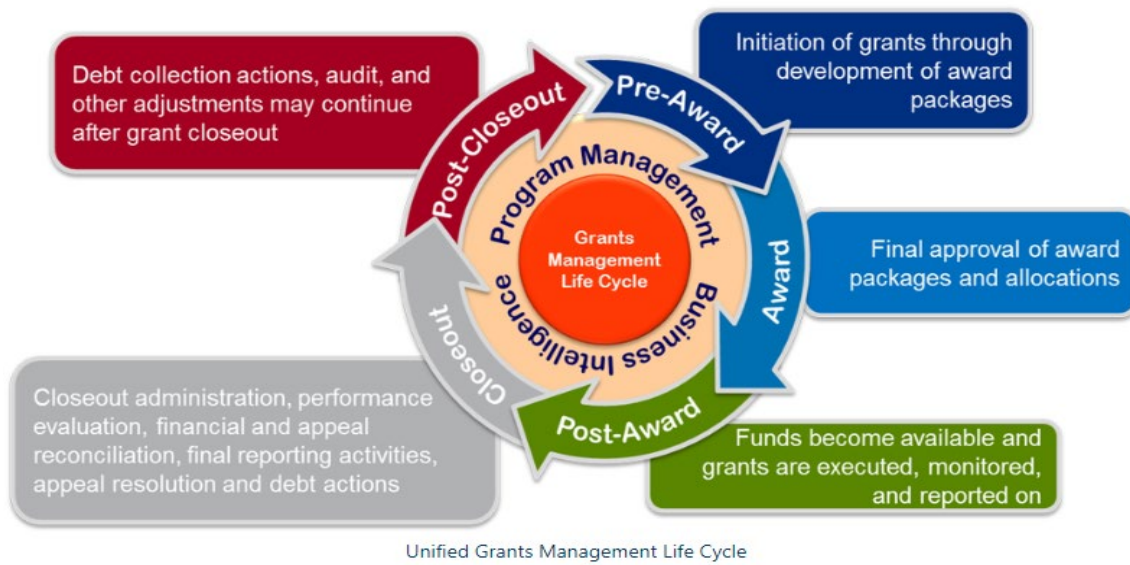 Debt collection actions, audit, and
other adjustments may continue
after grant closeout
Post-Closeout
Pre-Award
Initiation of grants through
development of award
packages
Program Management
Grants
Management
Life Cycle
Business Intelligence
Award
Final approval of award
packages and allocations
Closeout
Closeout administration, performance
evaluation, financial and appeal
reconciliation, final reporting activities,
appeal resolution and debt actions
Post-Award
Funds become available and
grants are executed, monitored,
and reported on
Unified Grants Management Life Cycle